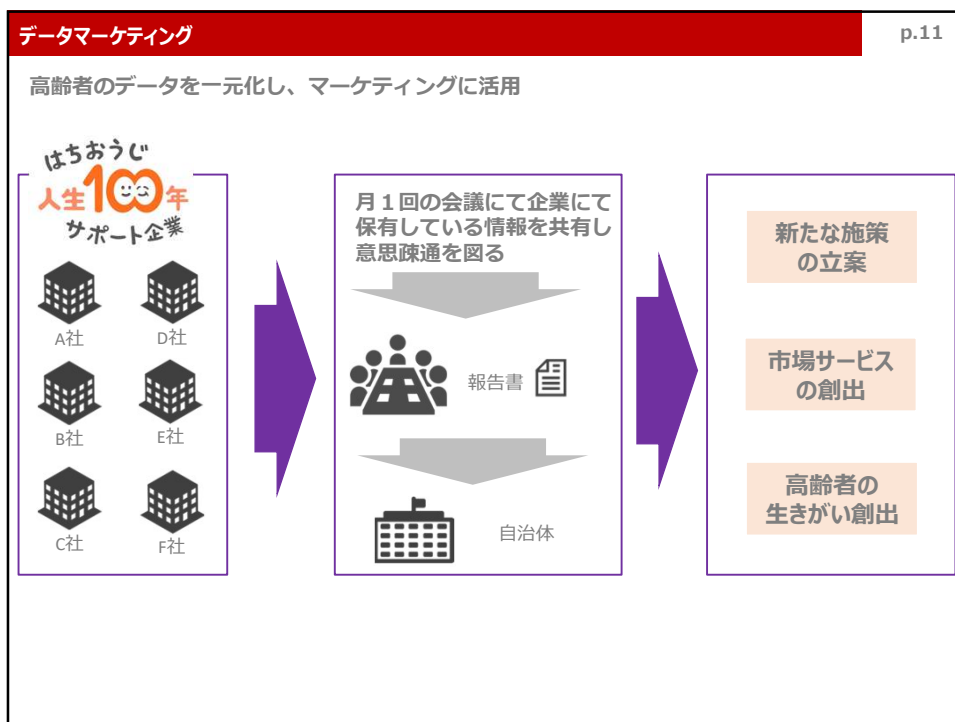 データマーケティング
p.11
高齢者のデータを一元化し、マーケティングに活用
はちおうじ
人生100年
サポート企業
A社
D社
B社
E社
C社
F社
月１回の会議にて企業にて
保有している情報を共有し
意思疎通を図る
報告書
自治体
新たな施策
の立案
市場サービス
の創出
高齢者の
生きがい創出